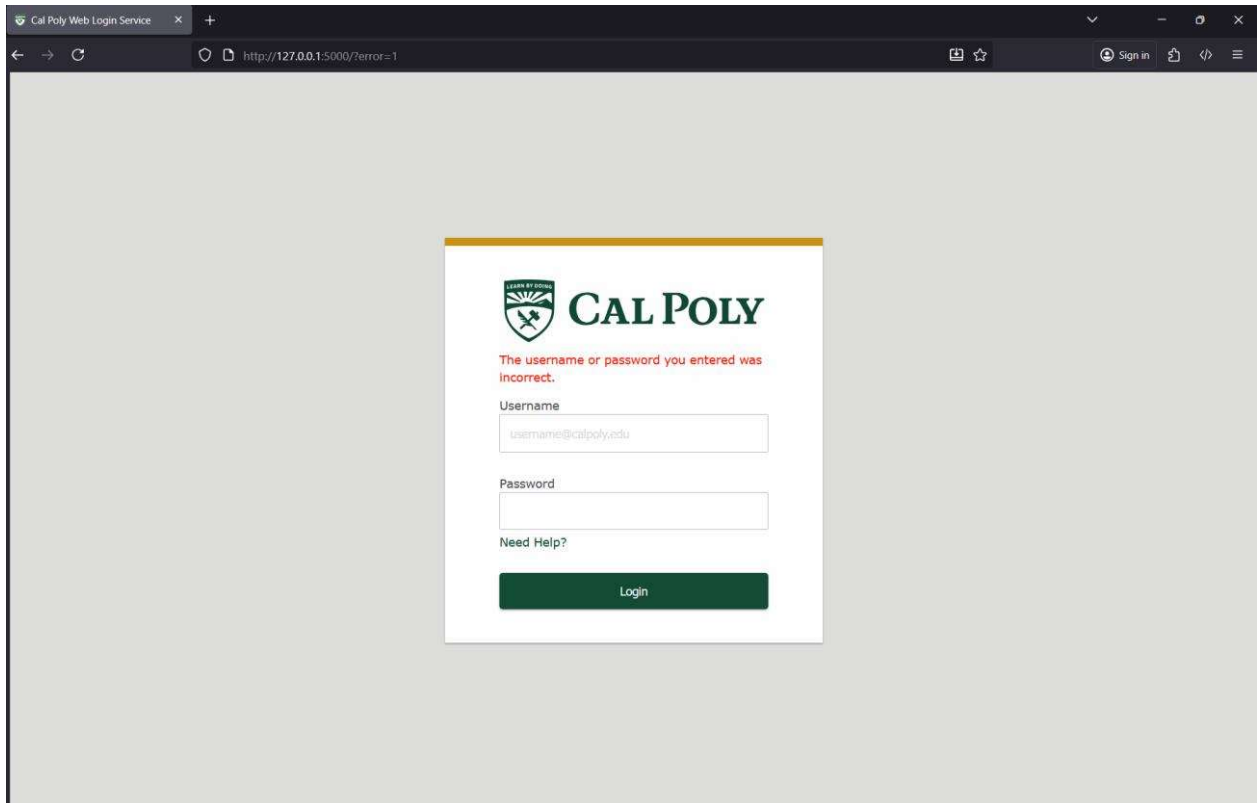 Cal Poly Web Login Service
http://127.0.0.1:5000/?error=1
Sign in
LEARN BY DOING
CAL POLY
The username or password you entered was
incorrect.
Username
username@calpoly.edu
Password
Need Help?
Login